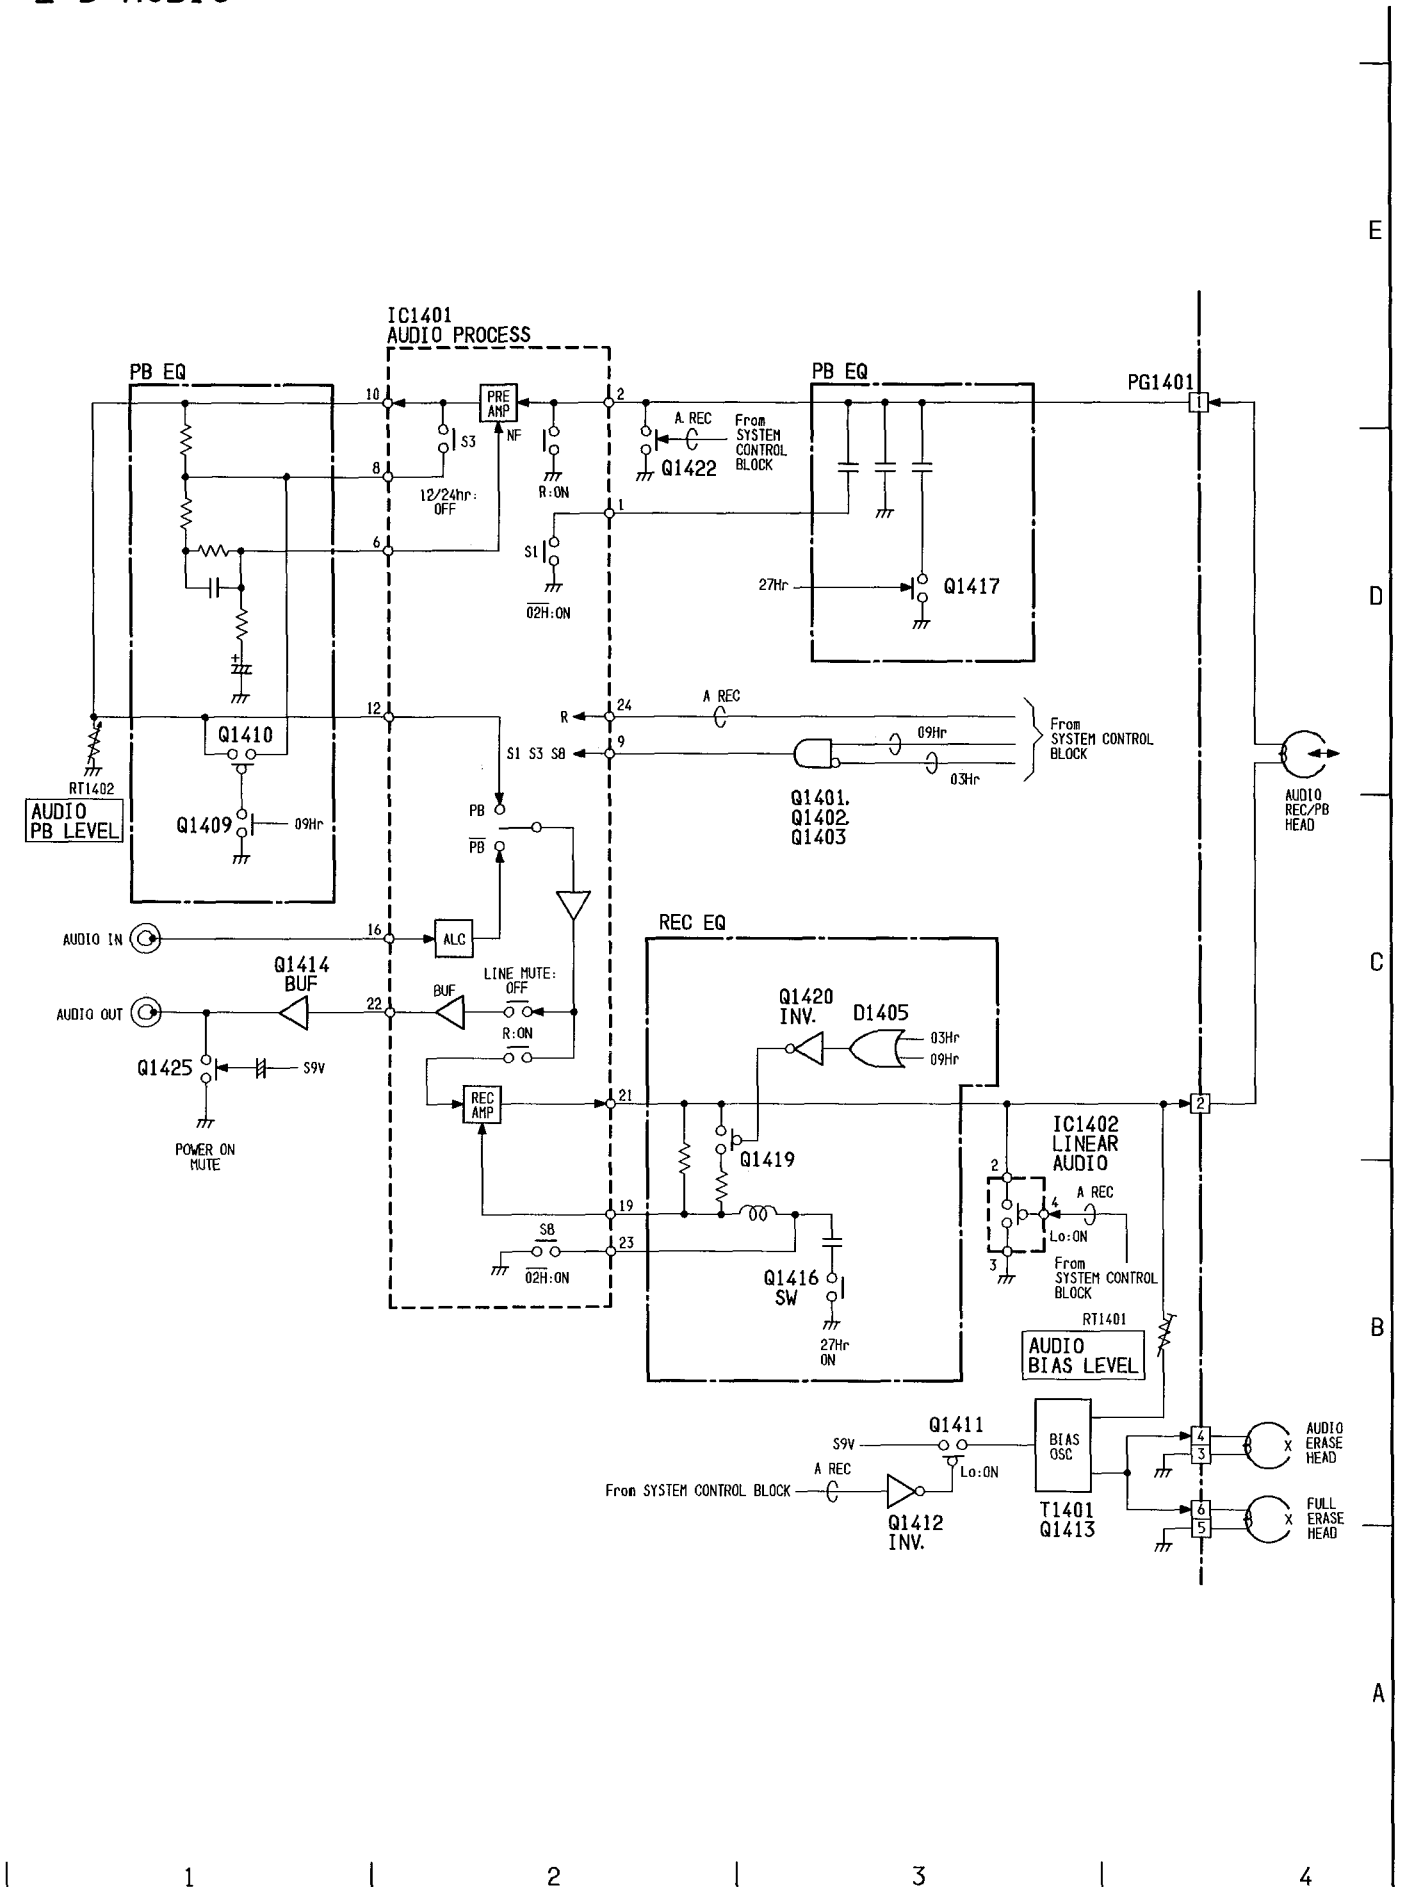 IC1401
AUDIO PROCESS
PB EQ
PB EQ
PG1401
E
10
PRE
AMP
2
1
NF
S3
A. REC
From
SYSTEM
CONTROL
BLOCK
Q1422
8
12/24hr:
OFF
R:ON
1
6
S1
02H:ON
27Hr
Q1417
D
12
24
A REC
R
9
S1 S3 S8
09Hr
03Hr
From
SYSTEM CONTROL
BLOCK
Q1401.
Q1402.
Q1403
Q1410
RT1402
AUDIO
PB LEVEL
Q1409
09Hr
PB
PB
AUDIO
REC/PB
HEAD
AUDIO IN
16
ALC
REC EQ
C
Q1414
BUF
LINE MUTE:
OFF
AUDIO OUT
22
BUF
R:ON
Q1420
INV.
D1405
03Hr
09Hr
Q1425
S9V
POWER ON
MUTE
REC
AMP
21
2
Q1419
IC1402
LINEAR
AUDIO
2
4
A REC
Lo:ON
3
From
SYSTEM CONTROL
BLOCK
19
S8
23
02H:ON
Q1416
SW
27Hr
ON
RT1401
AUDIO
BIAS LEVEL
B
Q1411
S9V
Lo:ON
BIAS
OSC
A REC
From SYSTEM CONTROL BLOCK
Q1412
INV.
T1401
Q1413
4
3
X
AUDIO
ERASE
HEAD
6
5
X
FULL
ERASE
HEAD
A
1
2
3
4